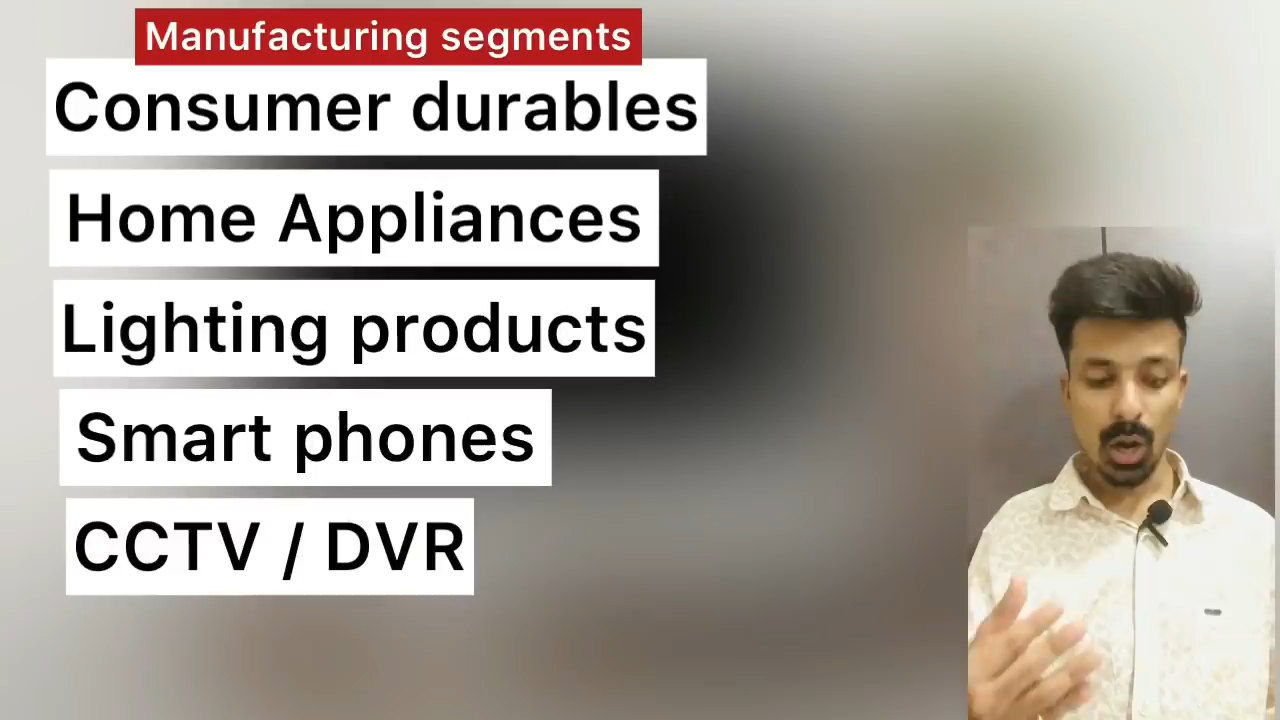 Manufacturing segments
Consumer durables
Home Appliances
Lighting products
Smart phones
CCTV / DVR